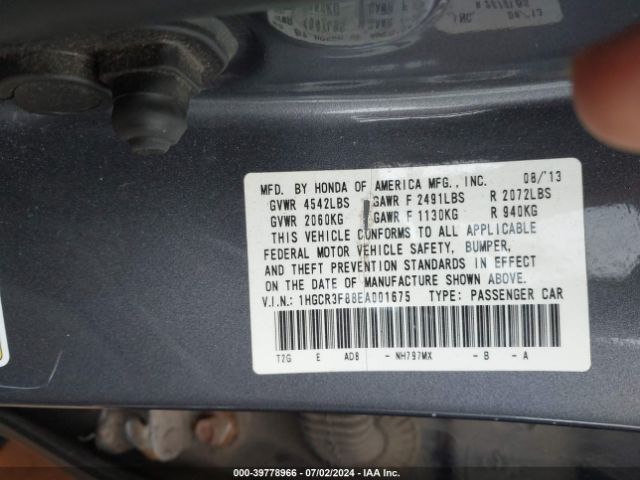 INC. 08/13
MFD. BY HONDA OF AMERICA MFG., INC. 08/'13
GVWR 4542LBS GAWR F 2491LBS R 2072LBS
GVWR 2060KG GAWR F 1130KG R 940KG
THIS VEHICLE CONFORMS TO ALL APPLICABLE
FEDERAL MOTOR VEHICLE SAFETY, BUMPER,
AND THEFT PREVENTION STANDARDS IN EFFECT
ON THE DATE OF MANUFACTURE SHOWN ABOVE.
V.I.N.: 1HGCR3F88EA001675 TYPE: PASSENGER CAR
T2G E AD8 - NH797MX - B - A
000-39778966 - 07/02/2024 - IAA Inc.